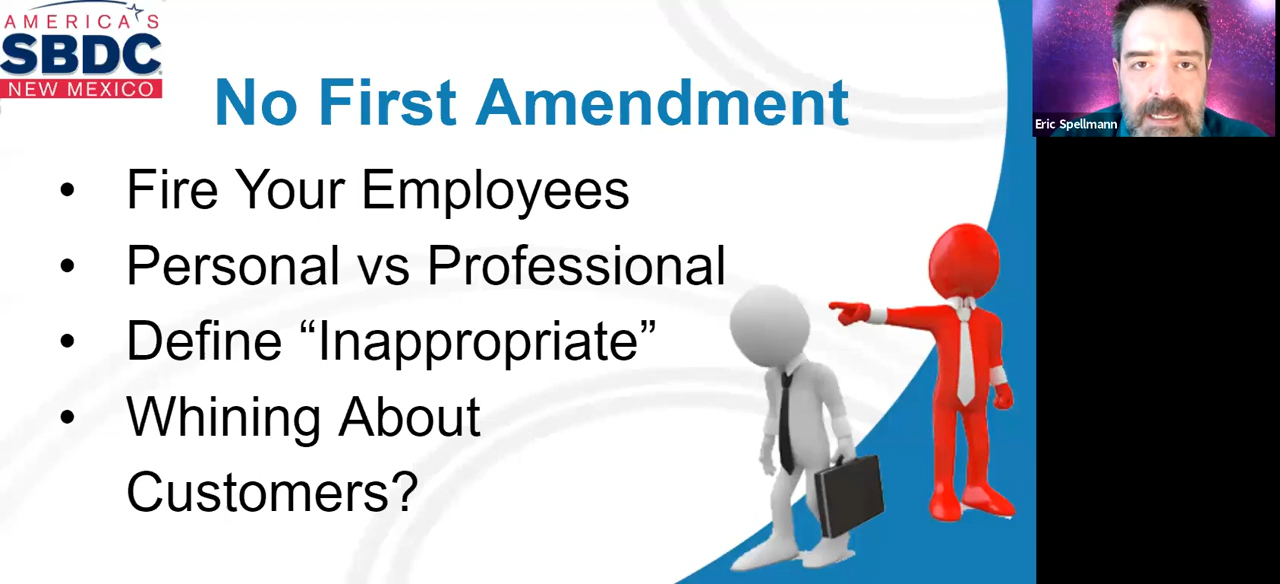 AMERICA'S
SBDC
NEW MEXICO
No First Amendment
Eric Spellmann
• Fire Your Employees
• Personal vs Professional
• Define “Inappropriate”
• Whining About
Customers?